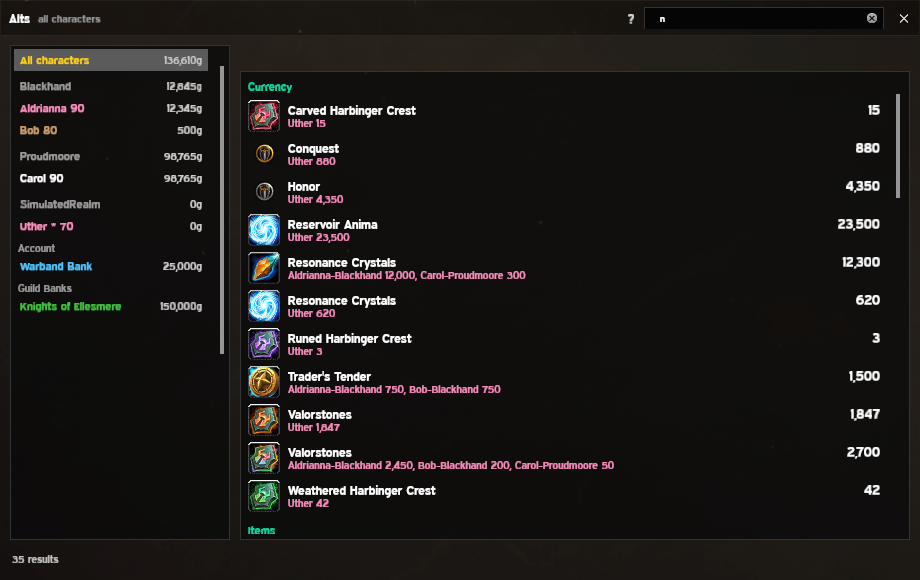 Alts all characters ? n
All characters 136,610g
Blackhand 12,845g
Aldrianna 90 12,345g
Bob 80 500g
Proudmoore 98,765g
Carol 90 98,765g
SimulatedRealm 0g
Uther * 70 0g
Account
Warband Bank 25,000g
Guild Banks
Knights of Ellesmere 150,000g
Currency
Carved Harbinger Crest 15
Uther 15
Conquest 880
Uther 880
Honor 4,350
Uther 4,350
Reservoir Anima 23,500
Uther 23,500
Resonance Crystals 12,300
Aldrianna-Blackhand 12,000, Carol-Proudmoore 300
Resonance Crystals 620
Uther 620
Runed Harbinger Crest 3
Uther 3
Trader's Tender 1,500
Aldrianna-Blackhand 750, Bob-Blackhand 750
Valorstones 1,847
Uther 1,847
Valorstones 2,700
Aldrianna-Blackhand 2,450, Bob-Blackhand 200, Carol-Proudmoore 50
Weathered Harbinger Crest 42
Uther 42
Items
35 results